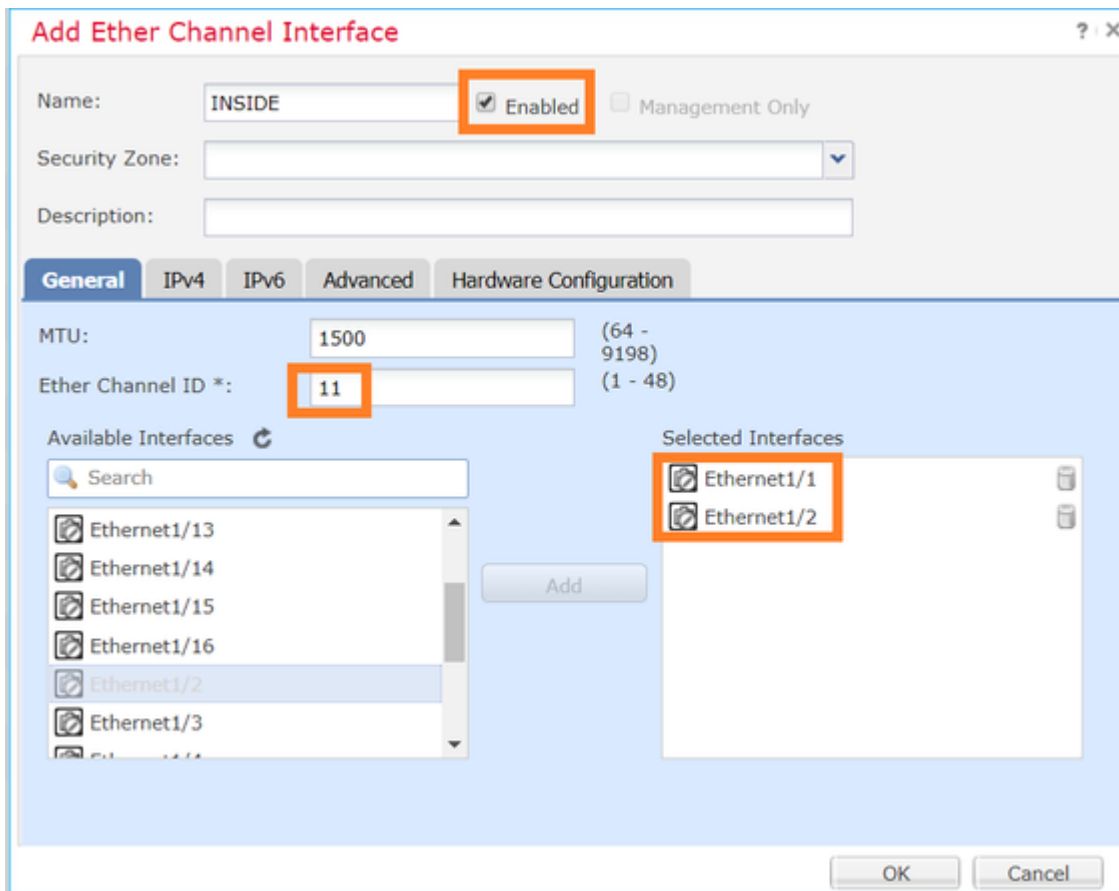 Add Ether Channel Interface
?
Name:
INSIDE
Enabled
Management Only
Security Zone:
Description:
General
IPv4
IPv6
Advanced
Hardware Configuration
MTU:
1500
(64 -
9198)
Ether Channel ID *:
11
(1 - 48)
Available Interfaces
Search
Ethernet1/13
Ethernet1/14
Ethernet1/15
Ethernet1/16
Ethernet1/2
Ethernet1/3
Add
Selected Interfaces
Ethernet1/1
Ethernet1/2
OK
Cancel